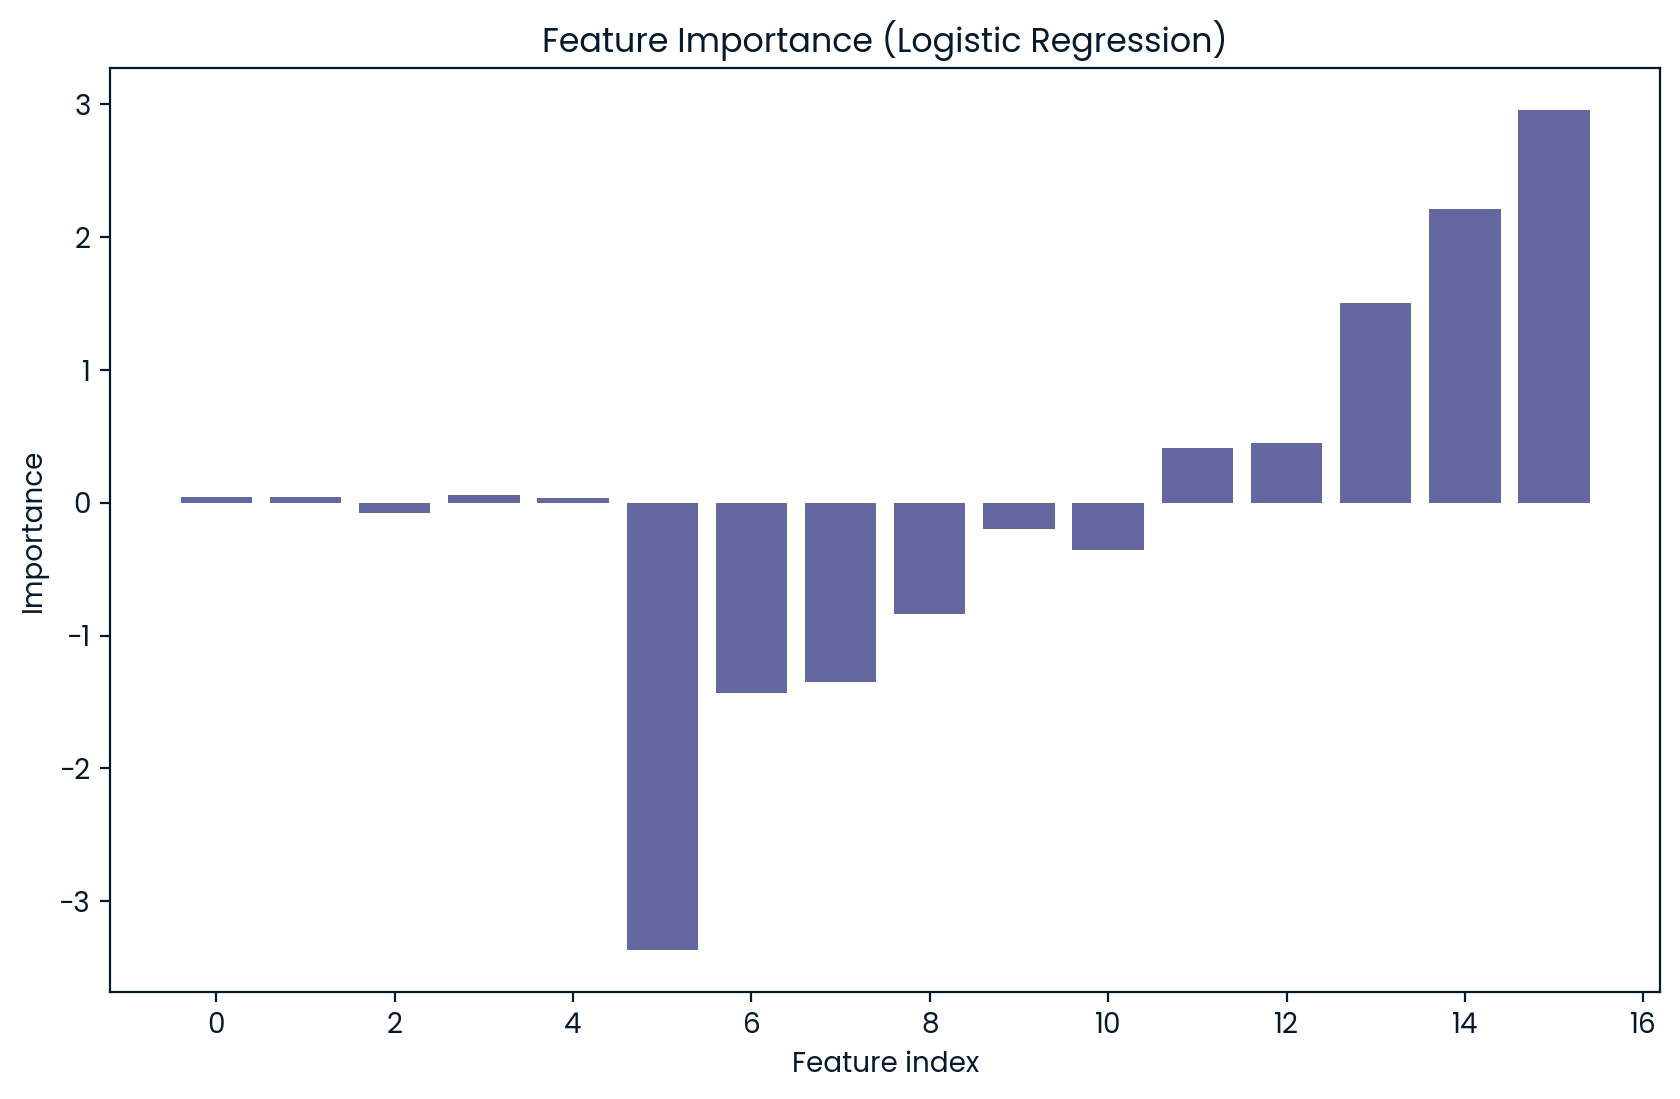 Feature Importance (Logistic Regression)
3
2
1
0
−1
−2
−3
Importance
0 2 4 6 8 10 12 14 16
Feature index